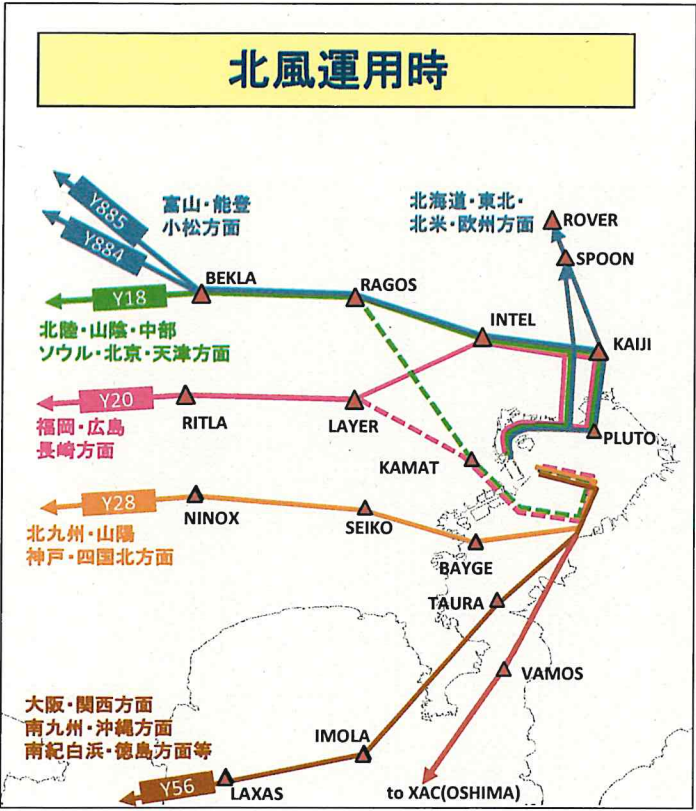 北風運用時
Y885
Y884
富山・能登
小松方面
北海道・東北・
北米・欧州方面
ROVER
SPOON
BEKLA
RAGOS
Y18
INTEL
KAIJI
北陸・山陰・中部
ソウル・北京・天津方面
Y20
RITLA
LAYER
福岡・広島
長崎方面
PLUTO
KAMAT
Y28
NINOX
SEIKO
北九州・山陽
神戸・四国北方面
BAYGE
TAURA
VAMOS
大阪・関西方面
南九州・沖縄方面
南紀白浜・徳島方面等
IMOLA
Y56
LAXAS
to XAC(OSHIMA)